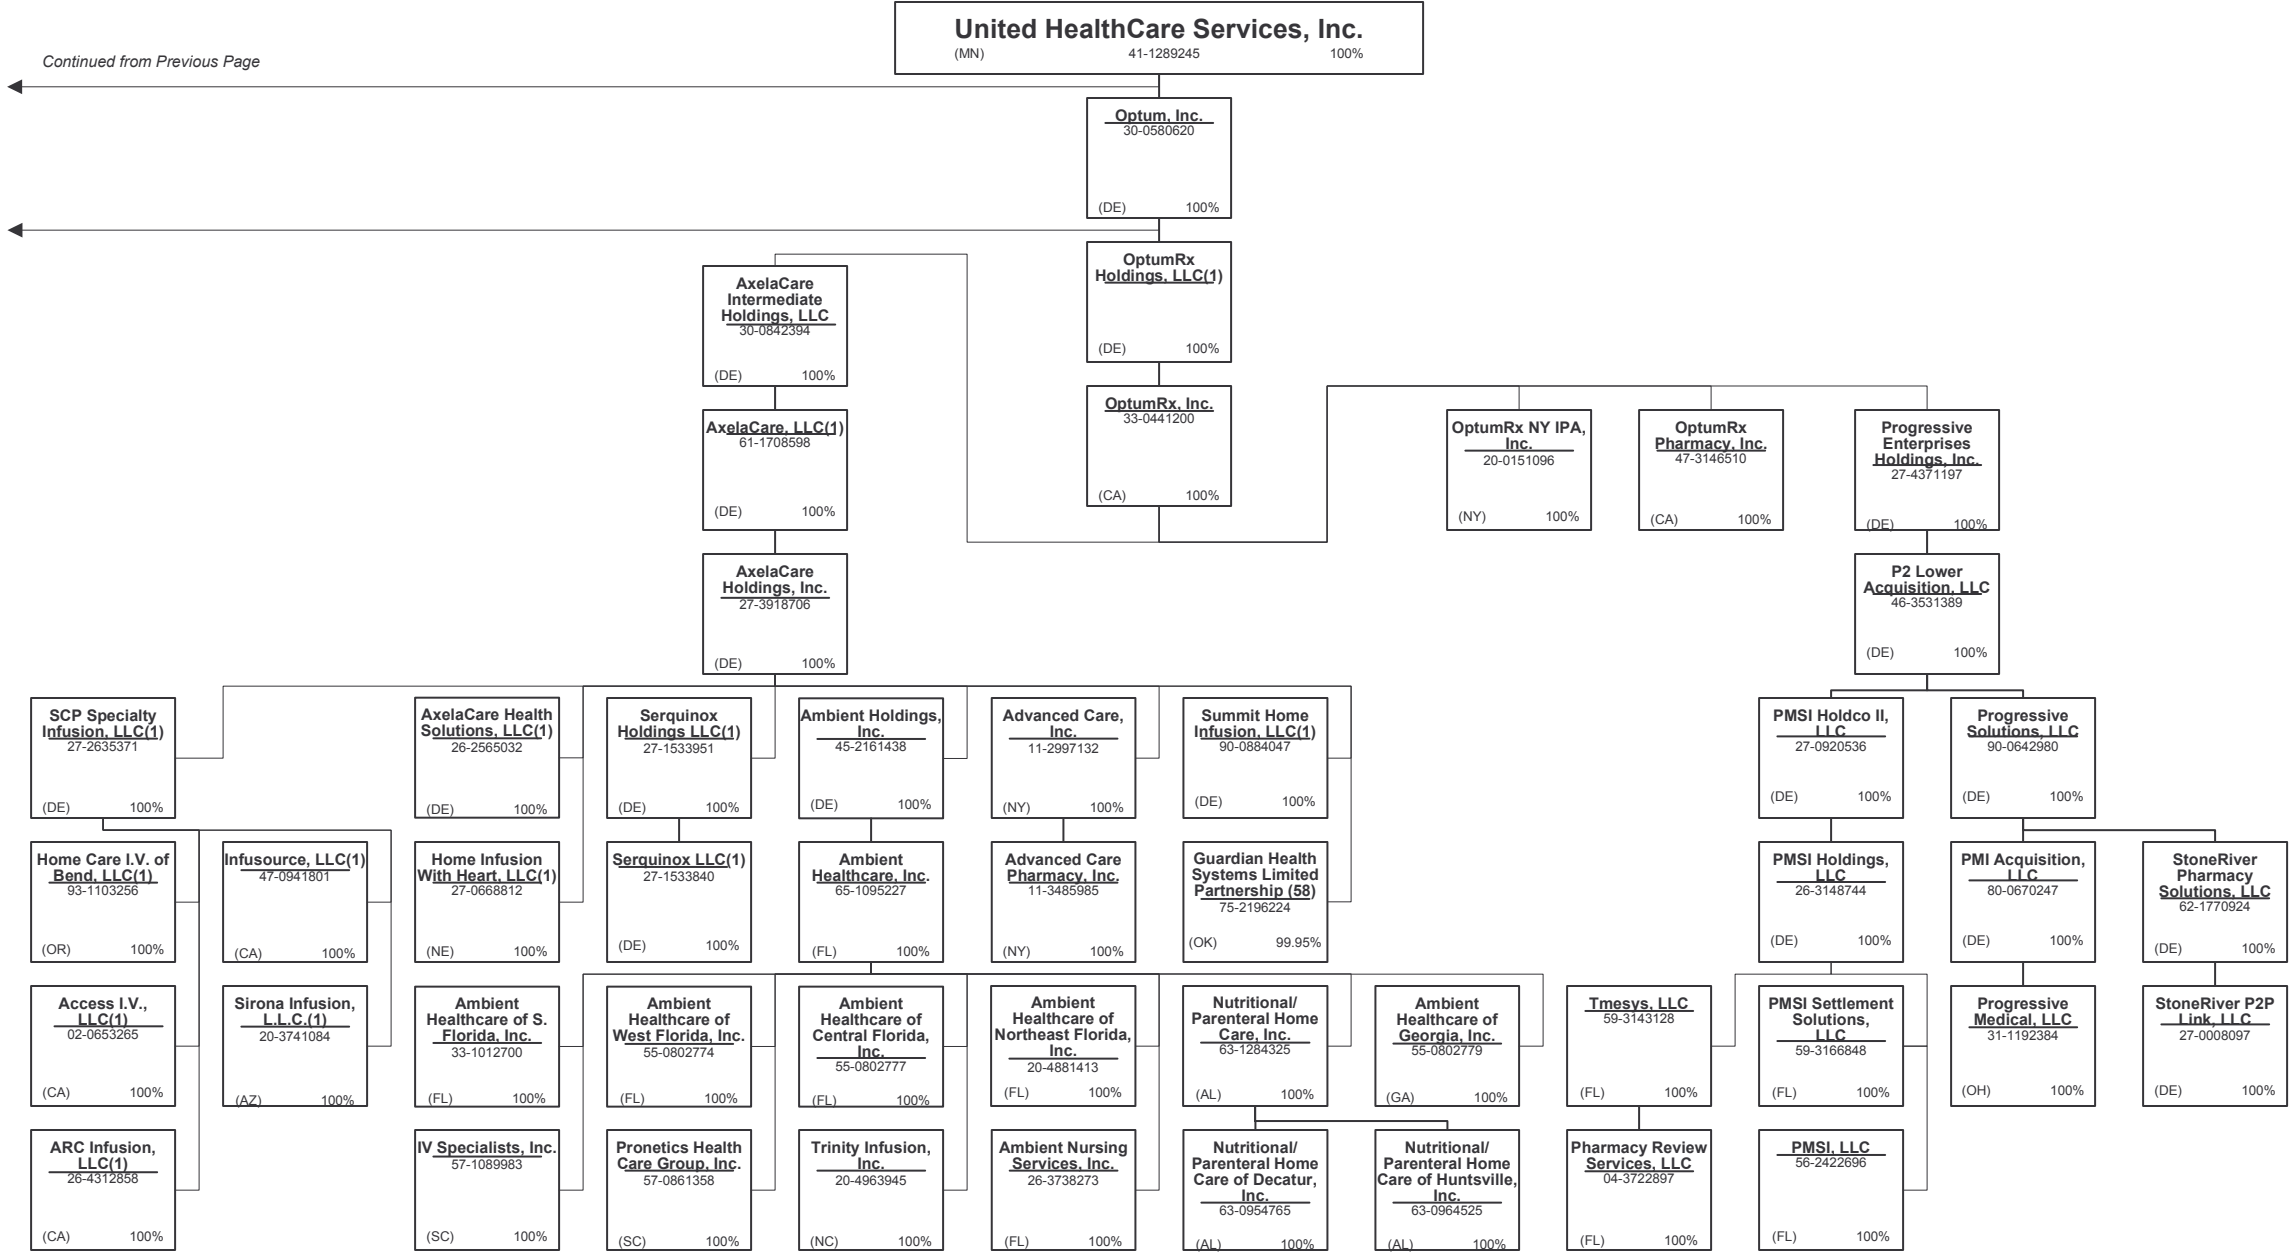 United HealthCare Services, Inc.
(MN) 41-1289245 100%
Continued from Previous Page
Optum, Inc.
30-0580620
(DE) 100%
OptumRx
Holdings, LLC(1)
(DE) 100%
AxelaCare
Intermediate
Holdings, LLC
30-0842394
(DE) 100%
OptumRx, Inc.
33-0441200
(CA) 100%
AxelaCare, LLC(1)
61-1708598
(DE) 100%
OptumRx NY IPA,
Inc.
20-0151096
(NY) 100%
OptumRx
Pharmacy, Inc.
47-3146510
(CA) 100%
Progressive
Enterprises
Holdings, Inc.
27-4371197
(DE) 100%
AxelaCare
Holdings, Inc.
27-3918706
(DE) 100%
P2 Lower
Acquisition, LLC
46-3531389
(DE) 100%
SCP Specialty
Infusion, LLC(1)
27-2635371
(DE) 100%
AxelaCare Health
Solutions, LLC(1)
26-2565032
(DE) 100%
Serquinox
Holdings LLC(1)
27-1533951
(DE) 100%
Ambient Holdings,
Inc.
45-2161438
(DE) 100%
Advanced Care,
Inc.
11-2997132
(NY) 100%
Summit Home
Infusion, LLC(1)
90-0884047
(DE) 100%
PMSI Holdco II,
LLC
27-0920536
(DE) 100%
Progressive
Solutions, LLC
90-0642980
(DE) 100%
Home Care I.V. of
Bend, LLC(1)
93-1103256
(OR) 100%
Infusource, LLC(1)
47-0941801
(CA) 100%
Home Infusion
With Heart, LLC(1)
27-0668812
(NE) 100%
Serquinox LLC(1)
27-1533840
(DE) 100%
Ambient
Healthcare, Inc.
65-1095227
(FL) 100%
Advanced Care
Pharmacy, Inc.
11-3485985
(NY) 100%
Guardian Health
Systems Limited
Partnership (58)
75-2196224
(OK) 99.95%
PMSI Holdings,
LLC
26-3148744
(DE) 100%
PMI Acquisition,
LLC
80-0670247
(DE) 100%
StoneRiver
Pharmacy
Solutions, LLC
62-1770924
(DE) 100%
Access I.V.,
LLC(1)
02-0653265
(CA) 100%
Sirona Infusion,
L.L.C.(1)
20-3741084
(AZ) 100%
Ambient
Healthcare of S.
Florida, Inc.
33-1012700
(FL) 100%
Ambient
Healthcare of
West Florida, Inc.
55-0802774
(FL) 100%
Ambient
Healthcare of
Central Florida,
Inc.
55-0802777
(FL) 100%
Ambient
Healthcare of
Northeast Florida,
Inc.
20-4881413
(FL) 100%
Nutritional/
Parenteral Home
Care, Inc.
63-1284325
(AL) 100%
Ambient
Healthcare of
Georgia, Inc.
55-0802779
(GA) 100%
Tmesys, LLC
59-3143128
(FL) 100%
PMSI Settlement
Solutions,
LLC
59-3166848
(FL) 100%
Progressive
Medical, LLC
31-1192384
(OH) 100%
StoneRiver P2P
Link, LLC
27-0008097
(DE) 100%
ARC Infusion,
LLC(1)
26-4312858
(CA) 100%
IV Specialists, Inc.
57-1089983
(SC) 100%
Pronetics Health
Care Group, Inc.
57-0861358
(SC) 100%
Trinity Infusion,
Inc.
20-4963945
(NC) 100%
Ambient Nursing
Services, Inc.
26-3738273
(FL) 100%
Nutritional/
Parenteral Home
Care of Decatur,
Inc.
63-0954765
(AL) 100%
Nutritional/
Parenteral Home
Care of Huntsville,
Inc.
63-0964525
(AL) 100%
Pharmacy Review
Services, LLC
04-3722897
(FL) 100%
PMSI, LLC
56-2422696
(FL) 100%